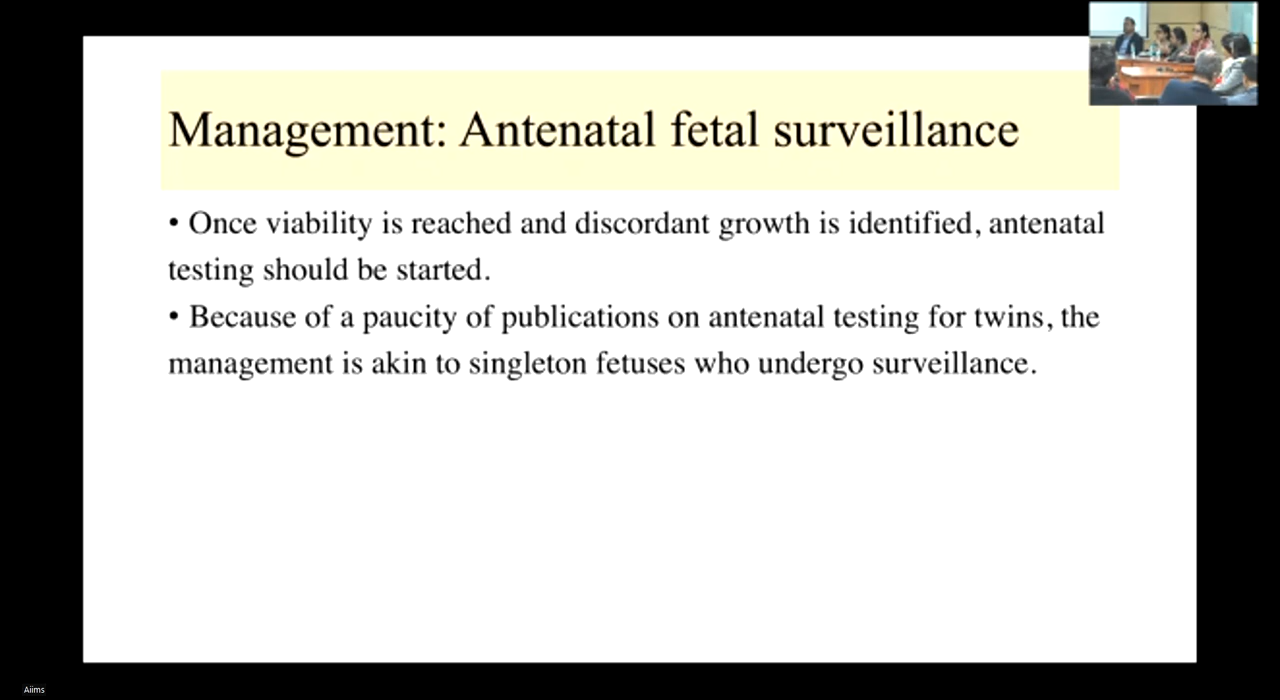 Management: Antenatal fetal surveillance
• Once viability is reached and discordant growth is identified, antenatal
testing should be started.
• Because of a paucity of publications on antenatal testing for twins, the
management is akin to singleton fetuses who undergo surveillance.
Aiims